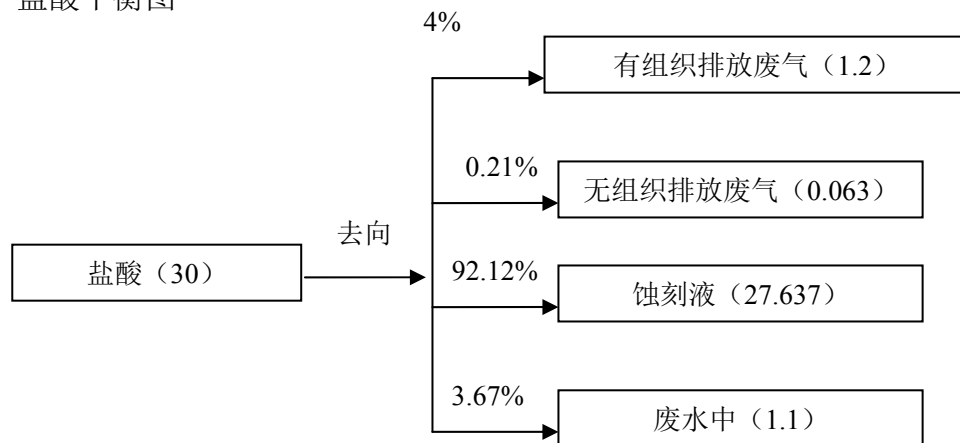 盐酸平衡图
4%
有组织排放废气（1.2）
0.21%
无组织排放废气（0.063）
去向
盐酸（30）
92.12%
蚀刻液（27.637）
3.67%
废水中（1.1）